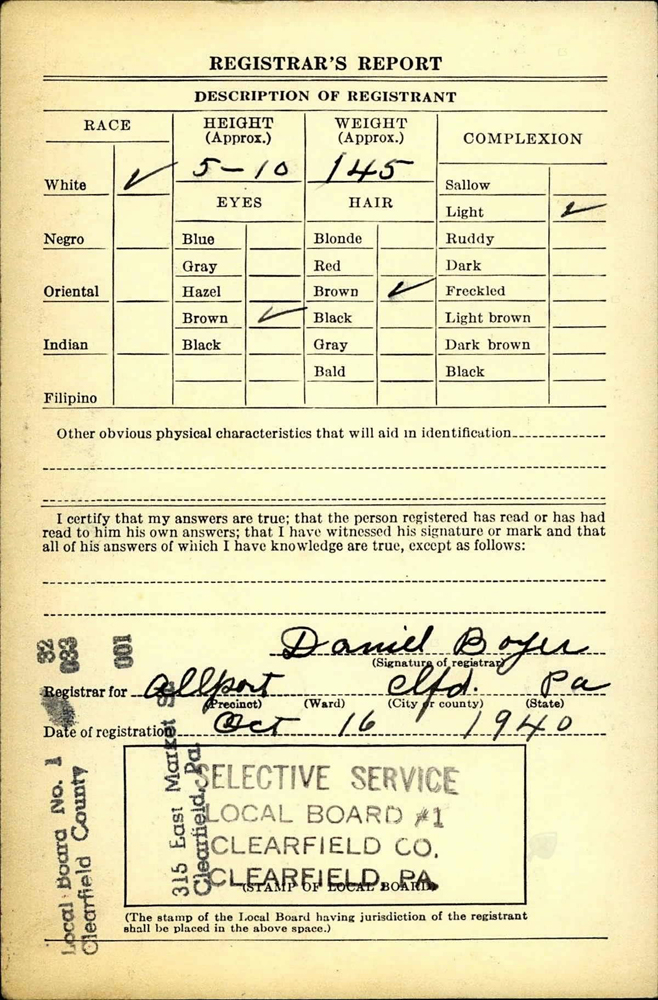 REGISTRAR'S REPORT
DESCRIPTION OF REGISTRANT
RACE
HEIGHT (Approx.)
WEIGHT (Approx.)
COMPLEXION
5-10
145
White ✓
Sallow
EYES
HAIR
Light ✓
Negro
Blue
Blonde
Ruddy
Gray
Red
Dark
Oriental
Hazel
Brown ✓
Freckled
Brown ✓
Black
Light brown
Indian
Black
Gray
Dark brown
Bald
Black
Filipino
Other obvious physical characteristics that will aid in identification
I certify that my answers are true; that the person registered has read or has had
read to him his own answers; that I have witnessed his signature or mark and that
all of his answers of which I have knowledge are true, except as follows:
Daniel Boyer
(Signature of registrar)
Registrar for Allport Clfd. Pa
(Precinct) (Ward) (City or county) (State)
Date of registration Oct 16 1940
32
033
001
Local Board No. 1
Clearfield County
315 East Market St.
Clearfield, Pa.
SELECTIVE SERVICE
LOCAL BOARD #1
CLEARFIELD CO.
CLEARFIELD, PA.
(STAMP OF LOCAL BOARD)
(The stamp of the Local Board having jurisdiction of the registrant
shall be placed in the above space.)